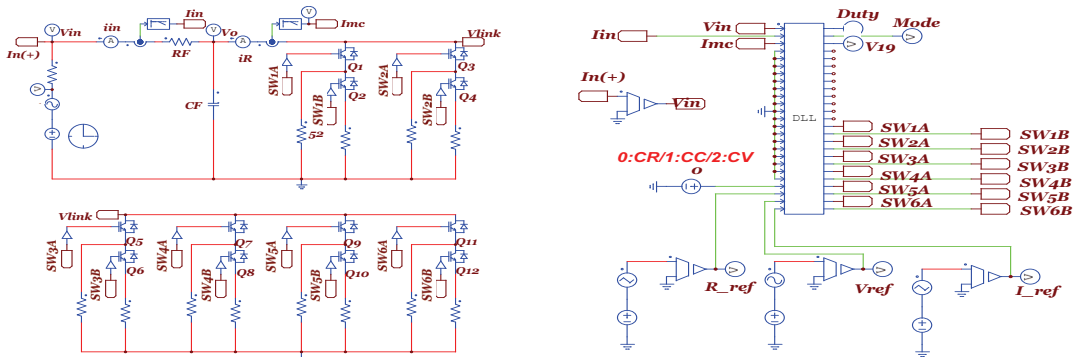 Vin
iin
Iin
Vo
Imc
Vlink
In(+)
RF
iR
CF
Q1
Q3
Q2
Q4
SW1A
SW2A
SW1B
SW2B
52
Vlink
Q5
Q7
Q9
Q11
SW3A
SW4A
SW5A
SW6A
Q6
Q8
Q10
Q12
SW3B
SW4B
SW5B
SW6B
Iin
Vin
Imc
Duty
Mode
V19
In(+)
Vin
DLL
0:CR/1:CC/2:CV
0
SW1A
SW1B
SW2A
SW2B
SW3A
SW3B
SW4A
SW4B
SW5A
SW5B
SW6A
SW6B
R_ref
Vref
I_ref
V
V
V
V
V
V
V
V
A
A